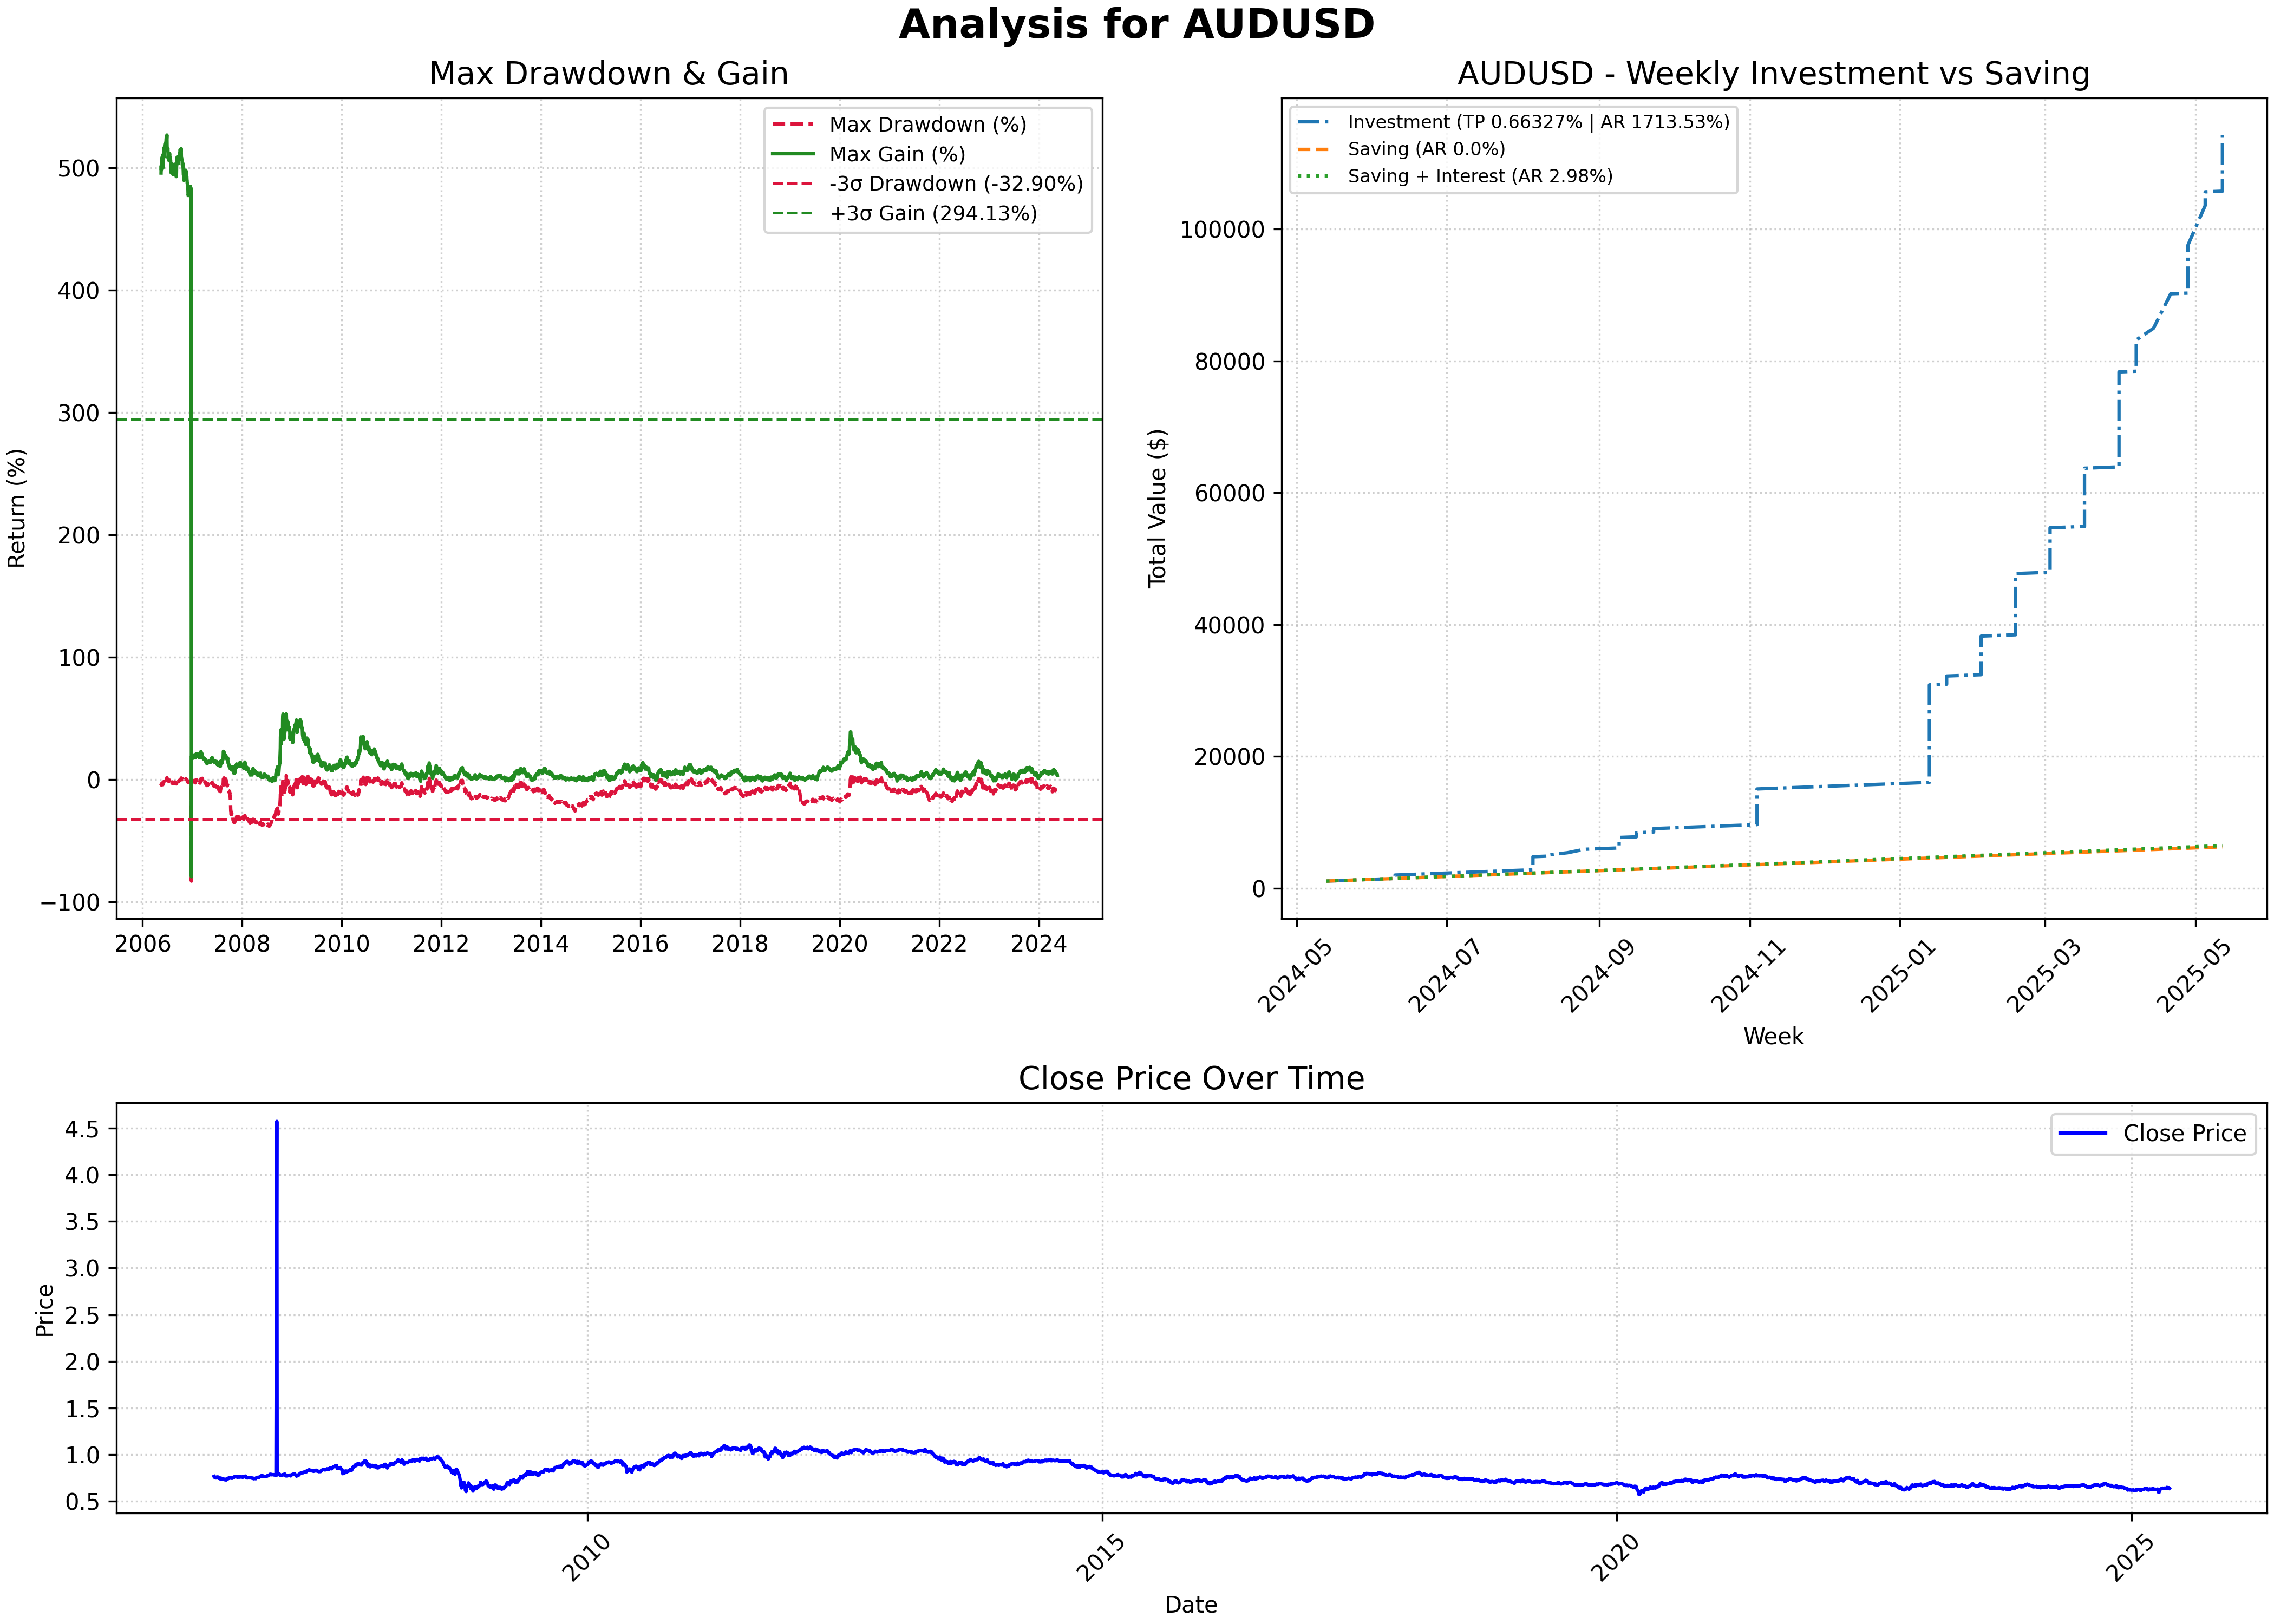 Analysis for AUDUSD
Max Drawdown & Gain
Return (%)
500
400
300
200
100
0
−100
2006 2008 2010 2012 2014 2016 2018 2020 2022 2024
Max Drawdown (%)
Max Gain (%)
-3σ Drawdown (-32.90%)
+3σ Gain (294.13%)
AUDUSD - Weekly Investment vs Saving
Total Value ($)
100000
80000
60000
40000
20000
0
2024-05 2024-07 2024-09 2024-11 2025-01 2025-03 2025-05
Week
Investment (TP 0.66327% | AR 1713.53%)
Saving (AR 0.0%)
Saving + Interest (AR 2.98%)
Close Price Over Time
Price
4.5
4.0
3.5
3.0
2.5
2.0
1.5
1.0
0.5
2010 2015 2020 2025
Date
Close Price